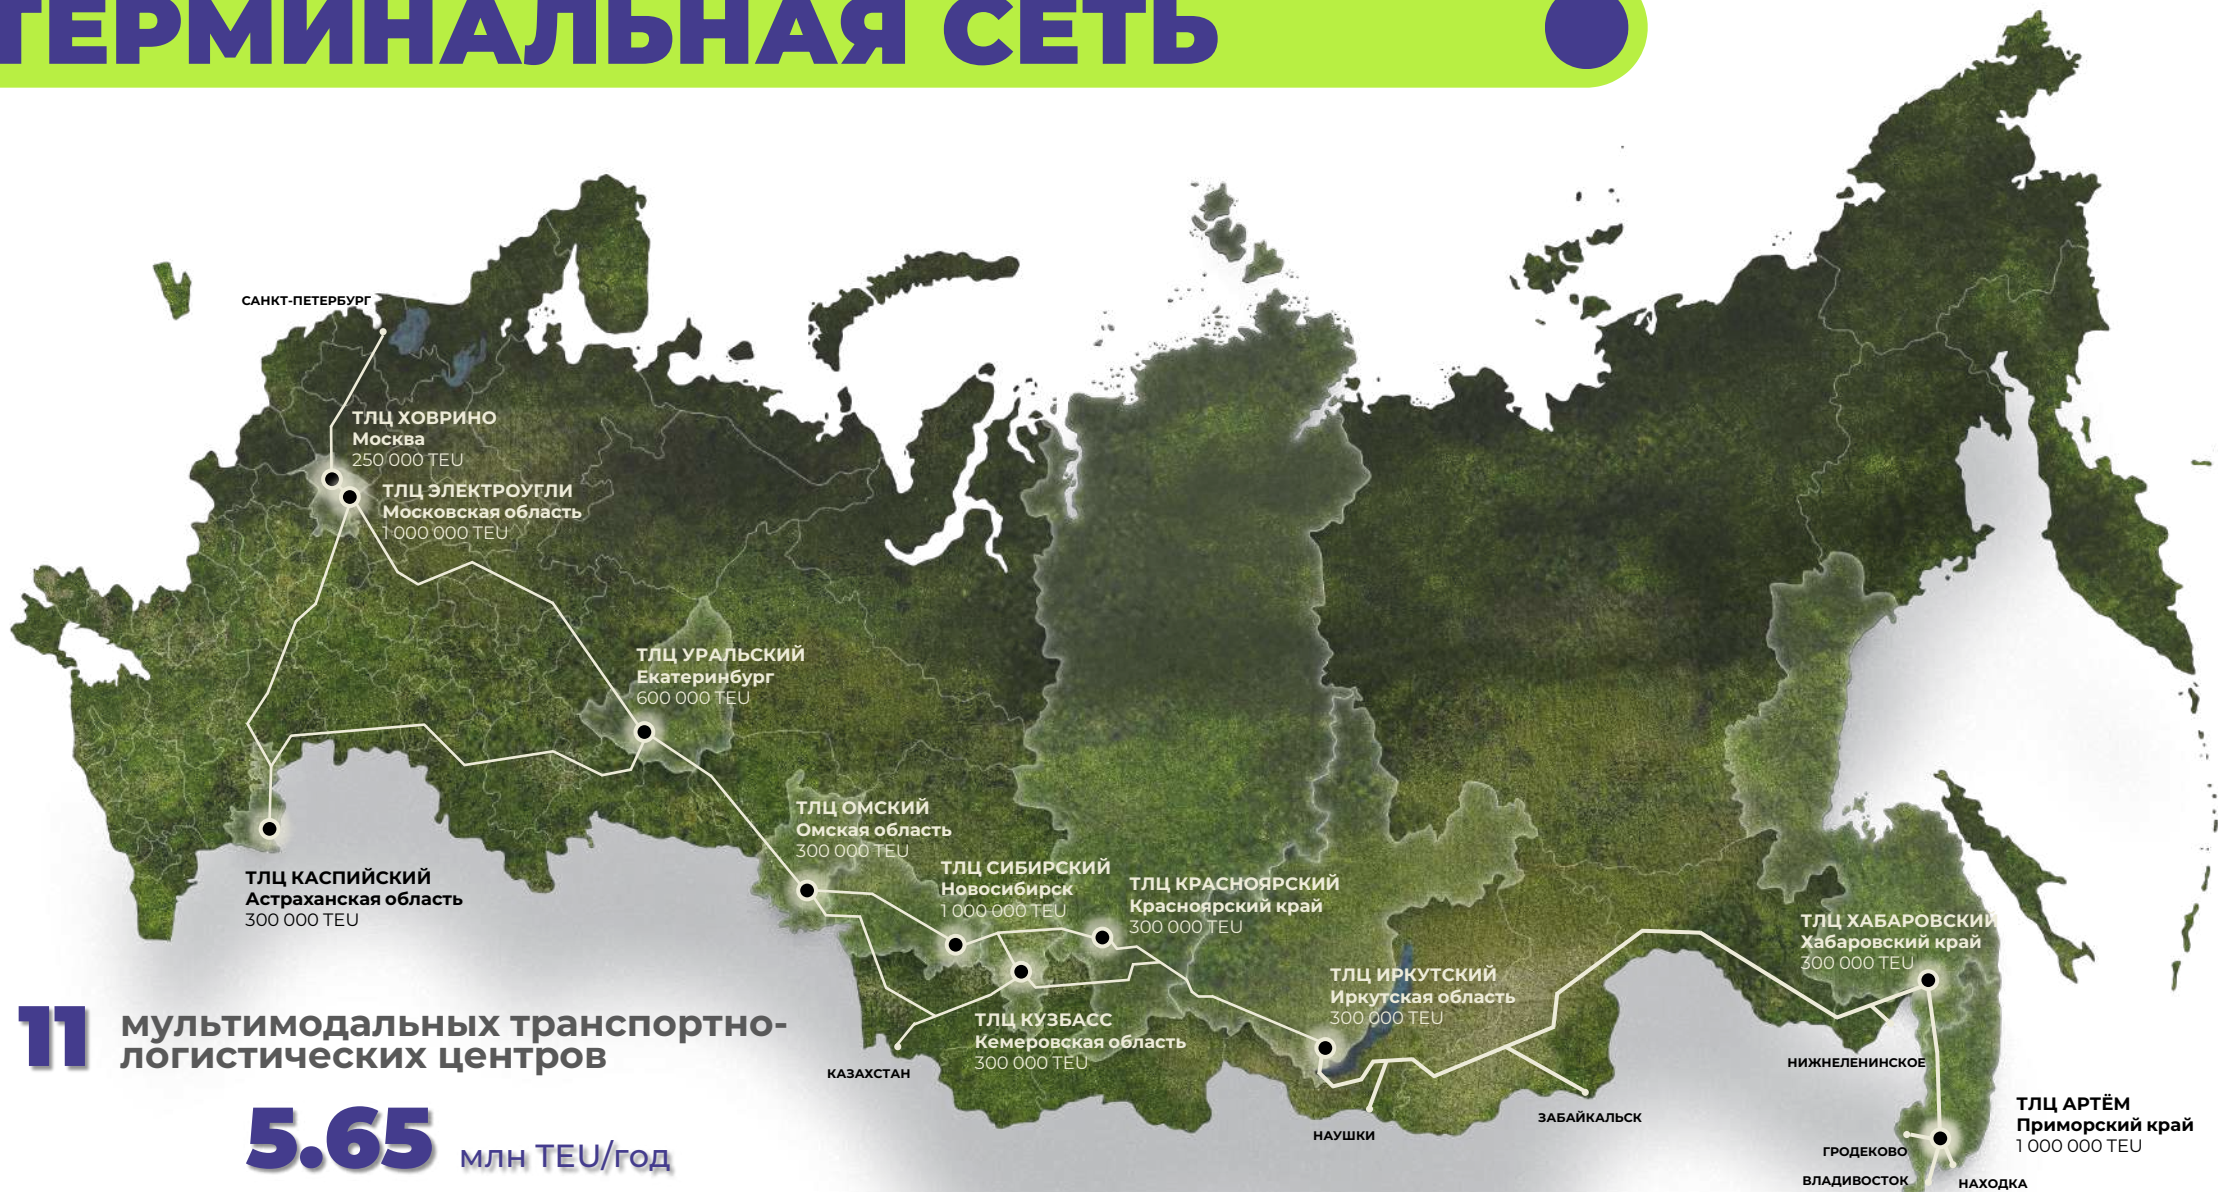 ТЕРМИНАЛЬНАЯ СЕТЬ
САНКТ-ПЕТЕРБУРГ
ТЛЦ ХОВРИНО
Москва
250 000 TEU
ТЛЦ ЭЛЕКТРОУГЛИ
Московская область
1 000 000 TEU
ТЛЦ УРАЛЬСКИЙ
Екатеринбург
600 000 TEU
ТЛЦ ОМСКИЙ
Омская область
300 000 TEU
ТЛЦ СИБИРСКИЙ
Новосибирск
1 000 000 TEU
ТЛЦ КРАСНОЯРСКИЙ
Красноярский край
300 000 TEU
ТЛЦ КАСПИЙСКИЙ
Астраханская область
300 000 TEU
ТЛЦ ХАБАРОВСКИЙ
Хабаровский край
300 000 TEU
ТЛЦ ИРКУТСКИЙ
Иркутская область
300 000 TEU
ТЛЦ КУЗБАСС
Кемеровская область
300 000 TEU
КАЗАХСТАН
НАУШКИ
ЗАБАЙКАЛЬСК
НИЖНЕЛЕНИНСКОЕ
ТЛЦ АРТЁМ
Приморский край
1 000 000 TEU
ГРОДЕКОВО
ВЛАДИВОСТОК
НАХОДКА
11 мультимодальных транспортно-
логистических центров
5.65 млн TEU/год